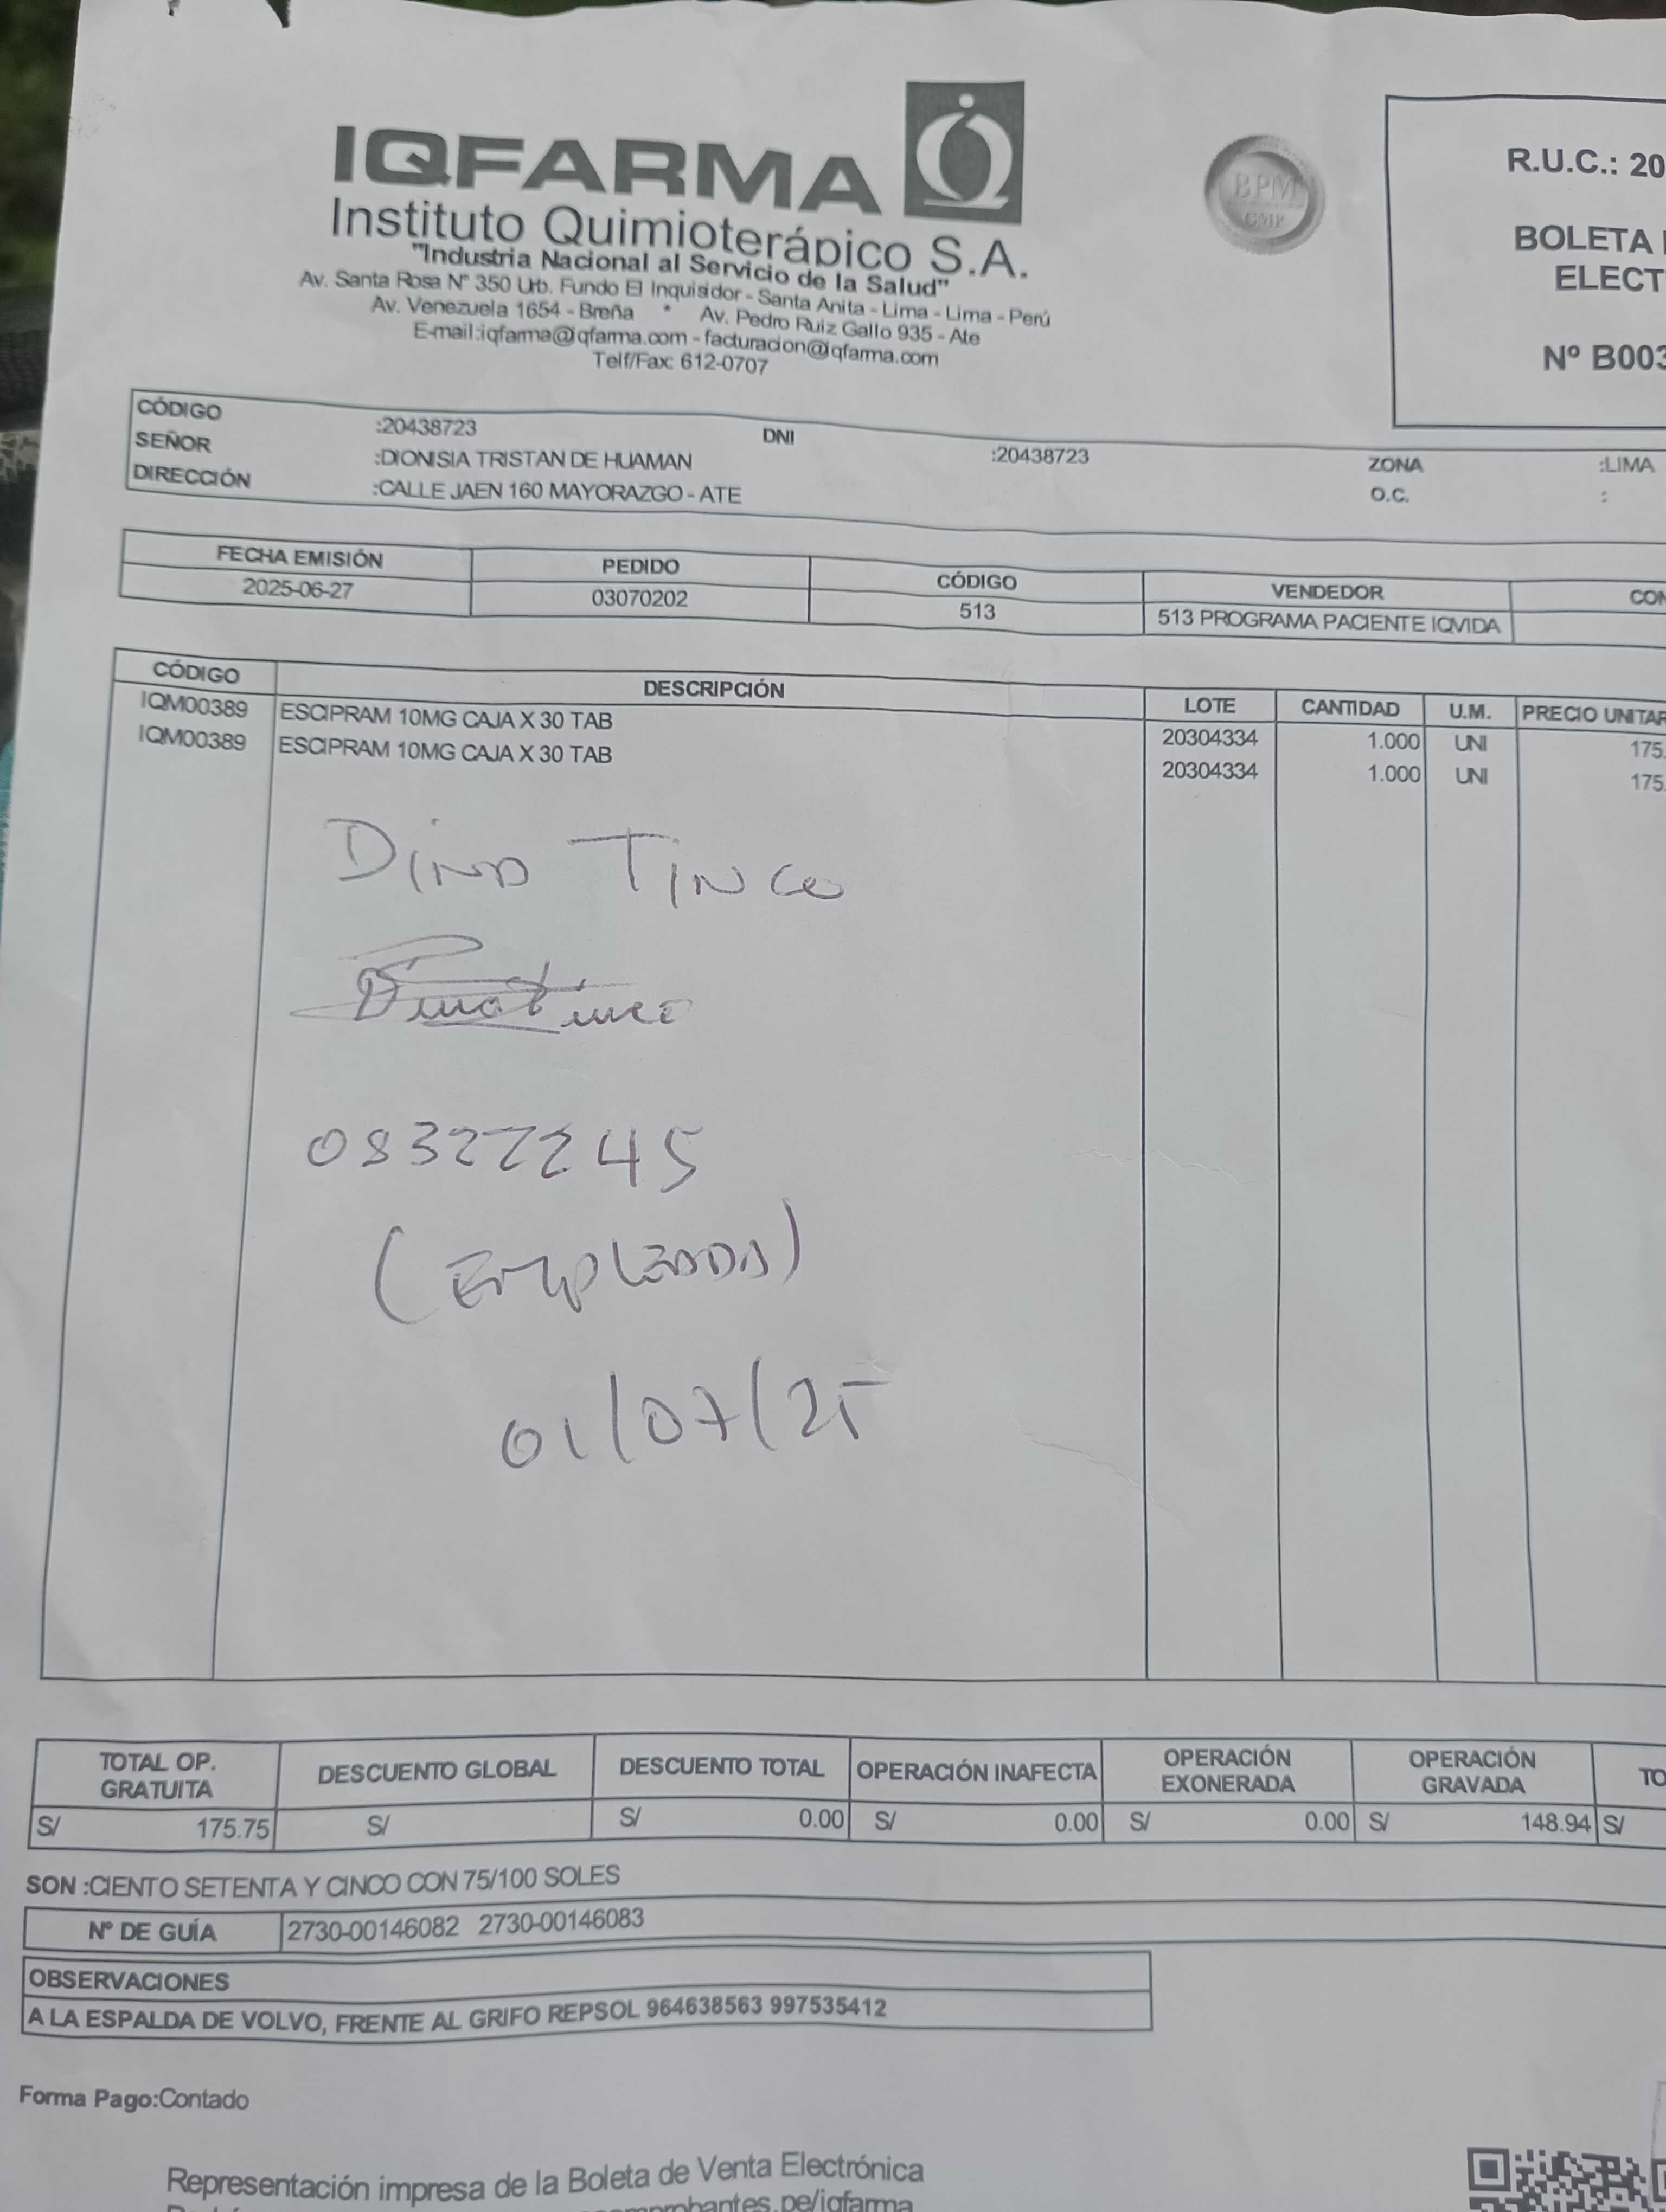 IQFARMA
Instituto Quimioterápico S.A.
"Industria Nacional al Servicio de la Salud"
Av. Santa Rosa N° 350 Urb. Fundo El Inquisidor - Santa Anita - Lima - Lima - Perú
Av. Venezuela 1654 - Breña * Av. Pedro Ruiz Gallo 935 - Ate
E-mail:iqfarma@iqfarma.com - facturacion@iqfarma.com
Telf/Fax: 612-0707
BPM
GMP
R.U.C.: 20
BOLETA
ELECT
Nº B003
CÓDIGO :20438723 DNI :20438723 ZONA :LIMA
SEÑOR :DIONISIA TRISTAN DE HUAMAN O.C. :
DIRECCIÓN :CALLE JAEN 160 MAYORAZGO - ATE
FECHA EMISIÓN PEDIDO CÓDIGO VENDEDOR CON
2025-06-27 03070202 513 513 PROGRAMA PACIENTE IQVIDA
CÓDIGO DESCRIPCIÓN LOTE CANTIDAD U.M. PRECIO UNITAR
IQM00389 ESCIPRAM 10MG CAJA X 30 TAB 20304334 1.000 UNI 175.
IQM00389 ESCIPRAM 10MG CAJA X 30 TAB 20304334 1.000 UNI 175.
DINO TINCO
Dino Tinco
08327245
(EMPLEADO)
01/07/25
TOTAL OP. GRATUITA DESCUENTO GLOBAL DESCUENTO TOTAL OPERACIÓN INAFECTA OPERACIÓN EXONERADA OPERACIÓN GRAVADA TO
S/ 175.75 S/ S/ 0.00 S/ 0.00 S/ 0.00 S/ 148.94 S/
SON :CIENTO SETENTA Y CINCO CON 75/100 SOLES
Nº DE GUÍA 2730-00146082 2730-00146083
OBSERVACIONES
A LA ESPALDA DE VOLVO, FRENTE AL GRIFO REPSOL 964638563 997535412
Forma Pago:Contado
Representación impresa de la Boleta de Venta Electrónica